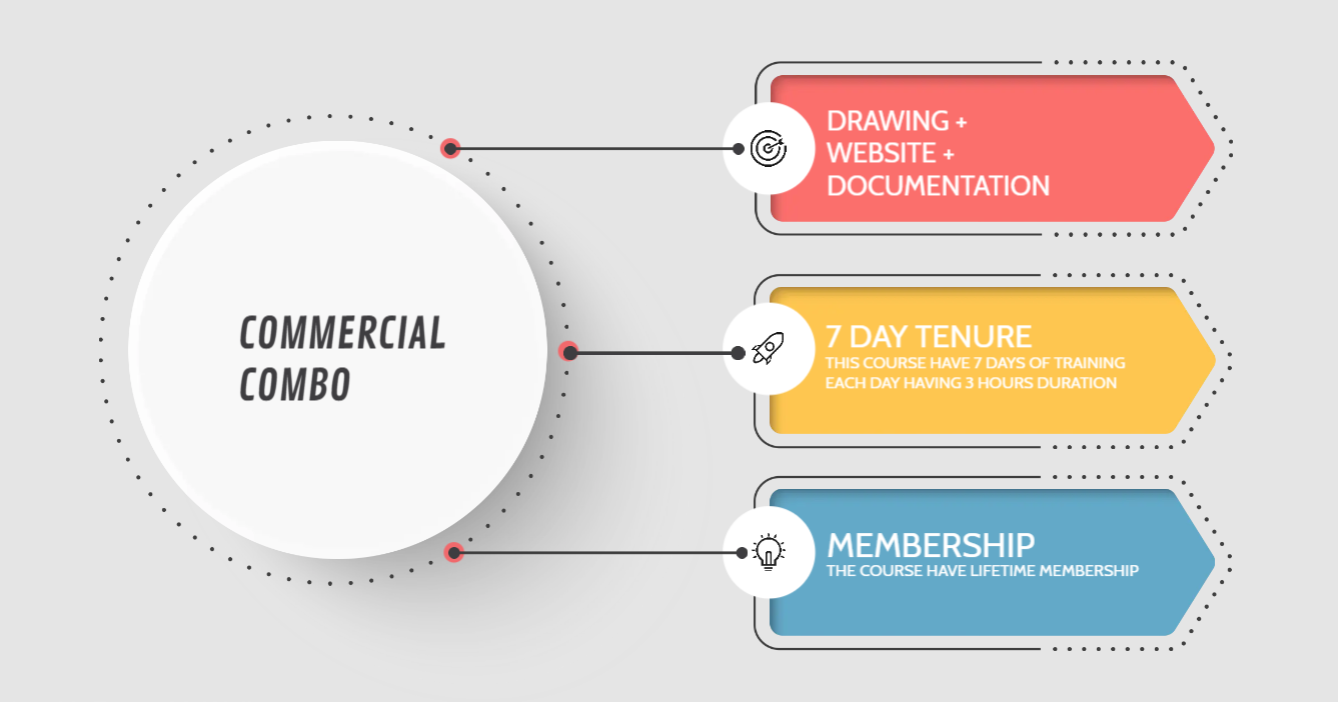 COMMERCIAL
COMBO
DRAWING +
WEBSITE +
DOCUMENTATION
7 DAY TENURE
THIS COURSE HAVE 7 DAYS OF TRAINING
EACH DAY HAVING 3 HOURS DURATION
MEMBERSHIP
THE COURSE HAVE LIFETIME MEMBERSHIP